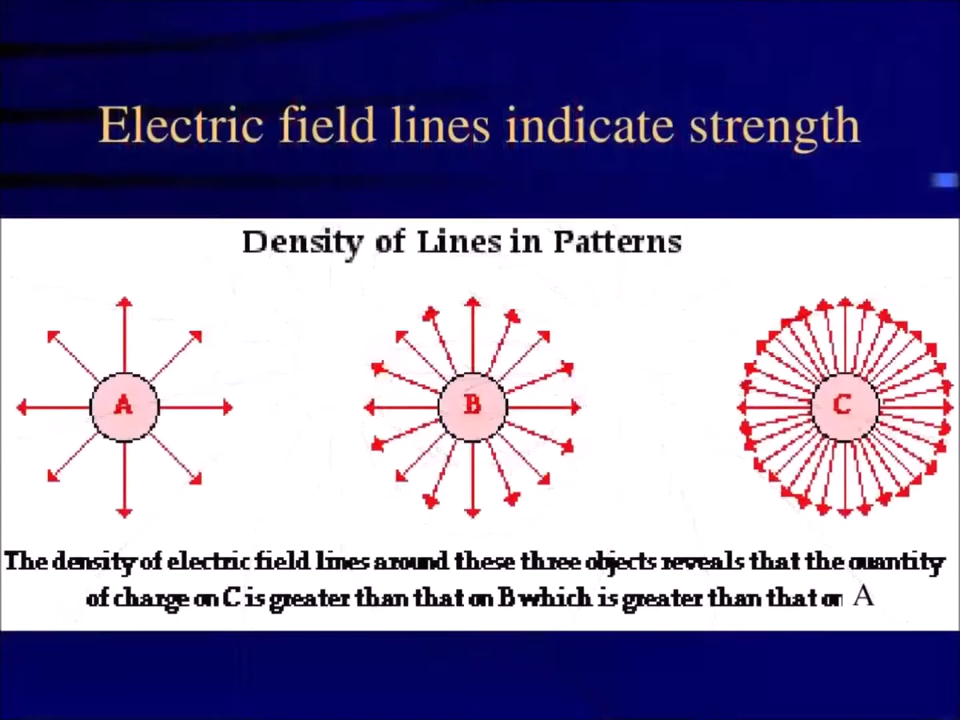 Electric field lines indicate strength
Density of Lines in Patterns
A
B
C
The density of electric field lines around these three objects reveals that the quantity
of charge on C is greater than that on B which is greater than that on A